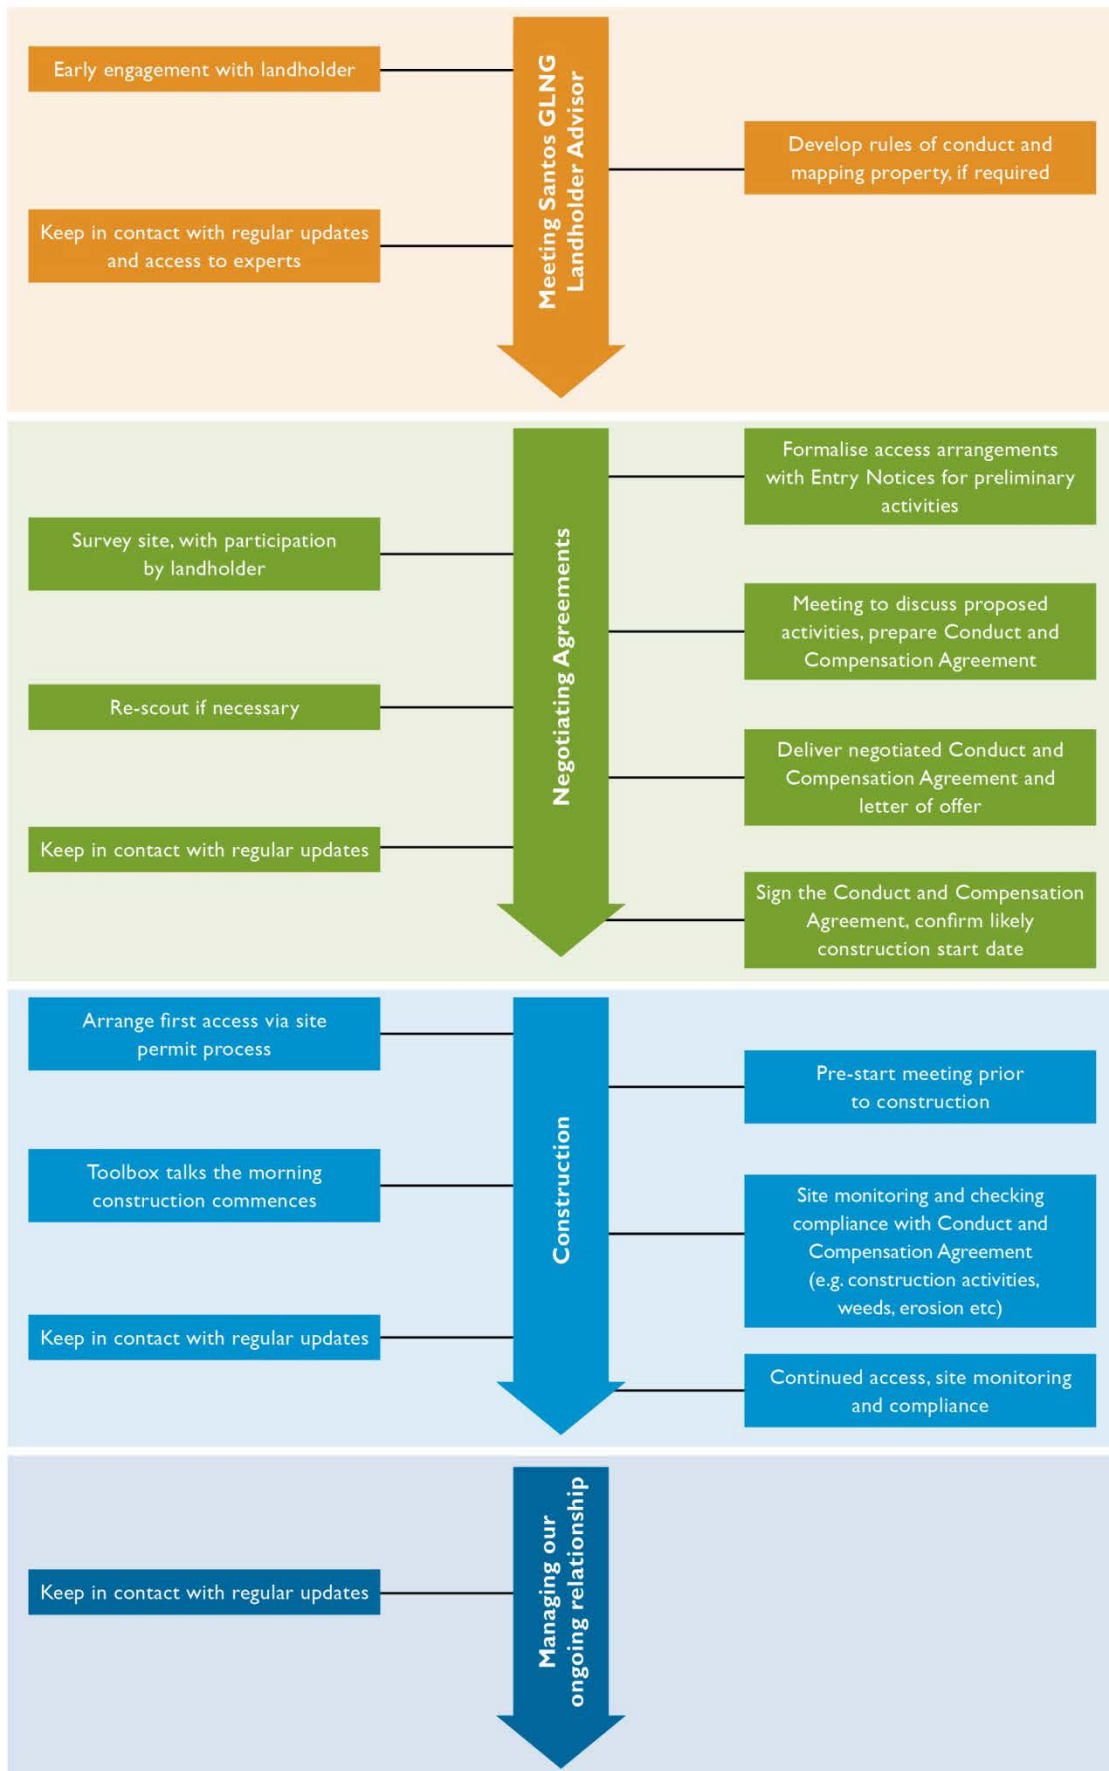 Meeting Santos GLNG
Landholder Advisor
Early engagement with landholder
Develop rules of conduct and
mapping property, if required
Keep in contact with regular updates
and access to experts
Negotiating Agreements
Formalise access arrangements
with Entry Notices for preliminary
activities
Survey site, with participation
by landholder
Meeting to discuss proposed
activities, prepare Conduct and
Compensation Agreement
Re-scout if necessary
Deliver negotiated Conduct and
Compensation Agreement and
letter of offer
Keep in contact with regular updates
Sign the Conduct and Compensation
Agreement, confirm likely
construction start date
Construction
Arrange first access via site
permit process
Pre-start meeting prior
to construction
Toolbox talks the morning
construction commences
Site monitoring and checking
compliance with Conduct and
Compensation Agreement
(e.g. construction activities,
weeds, erosion etc)
Keep in contact with regular updates
Continued access, site monitoring
and compliance
Managing our
ongoing relationship
Keep in contact with regular updates